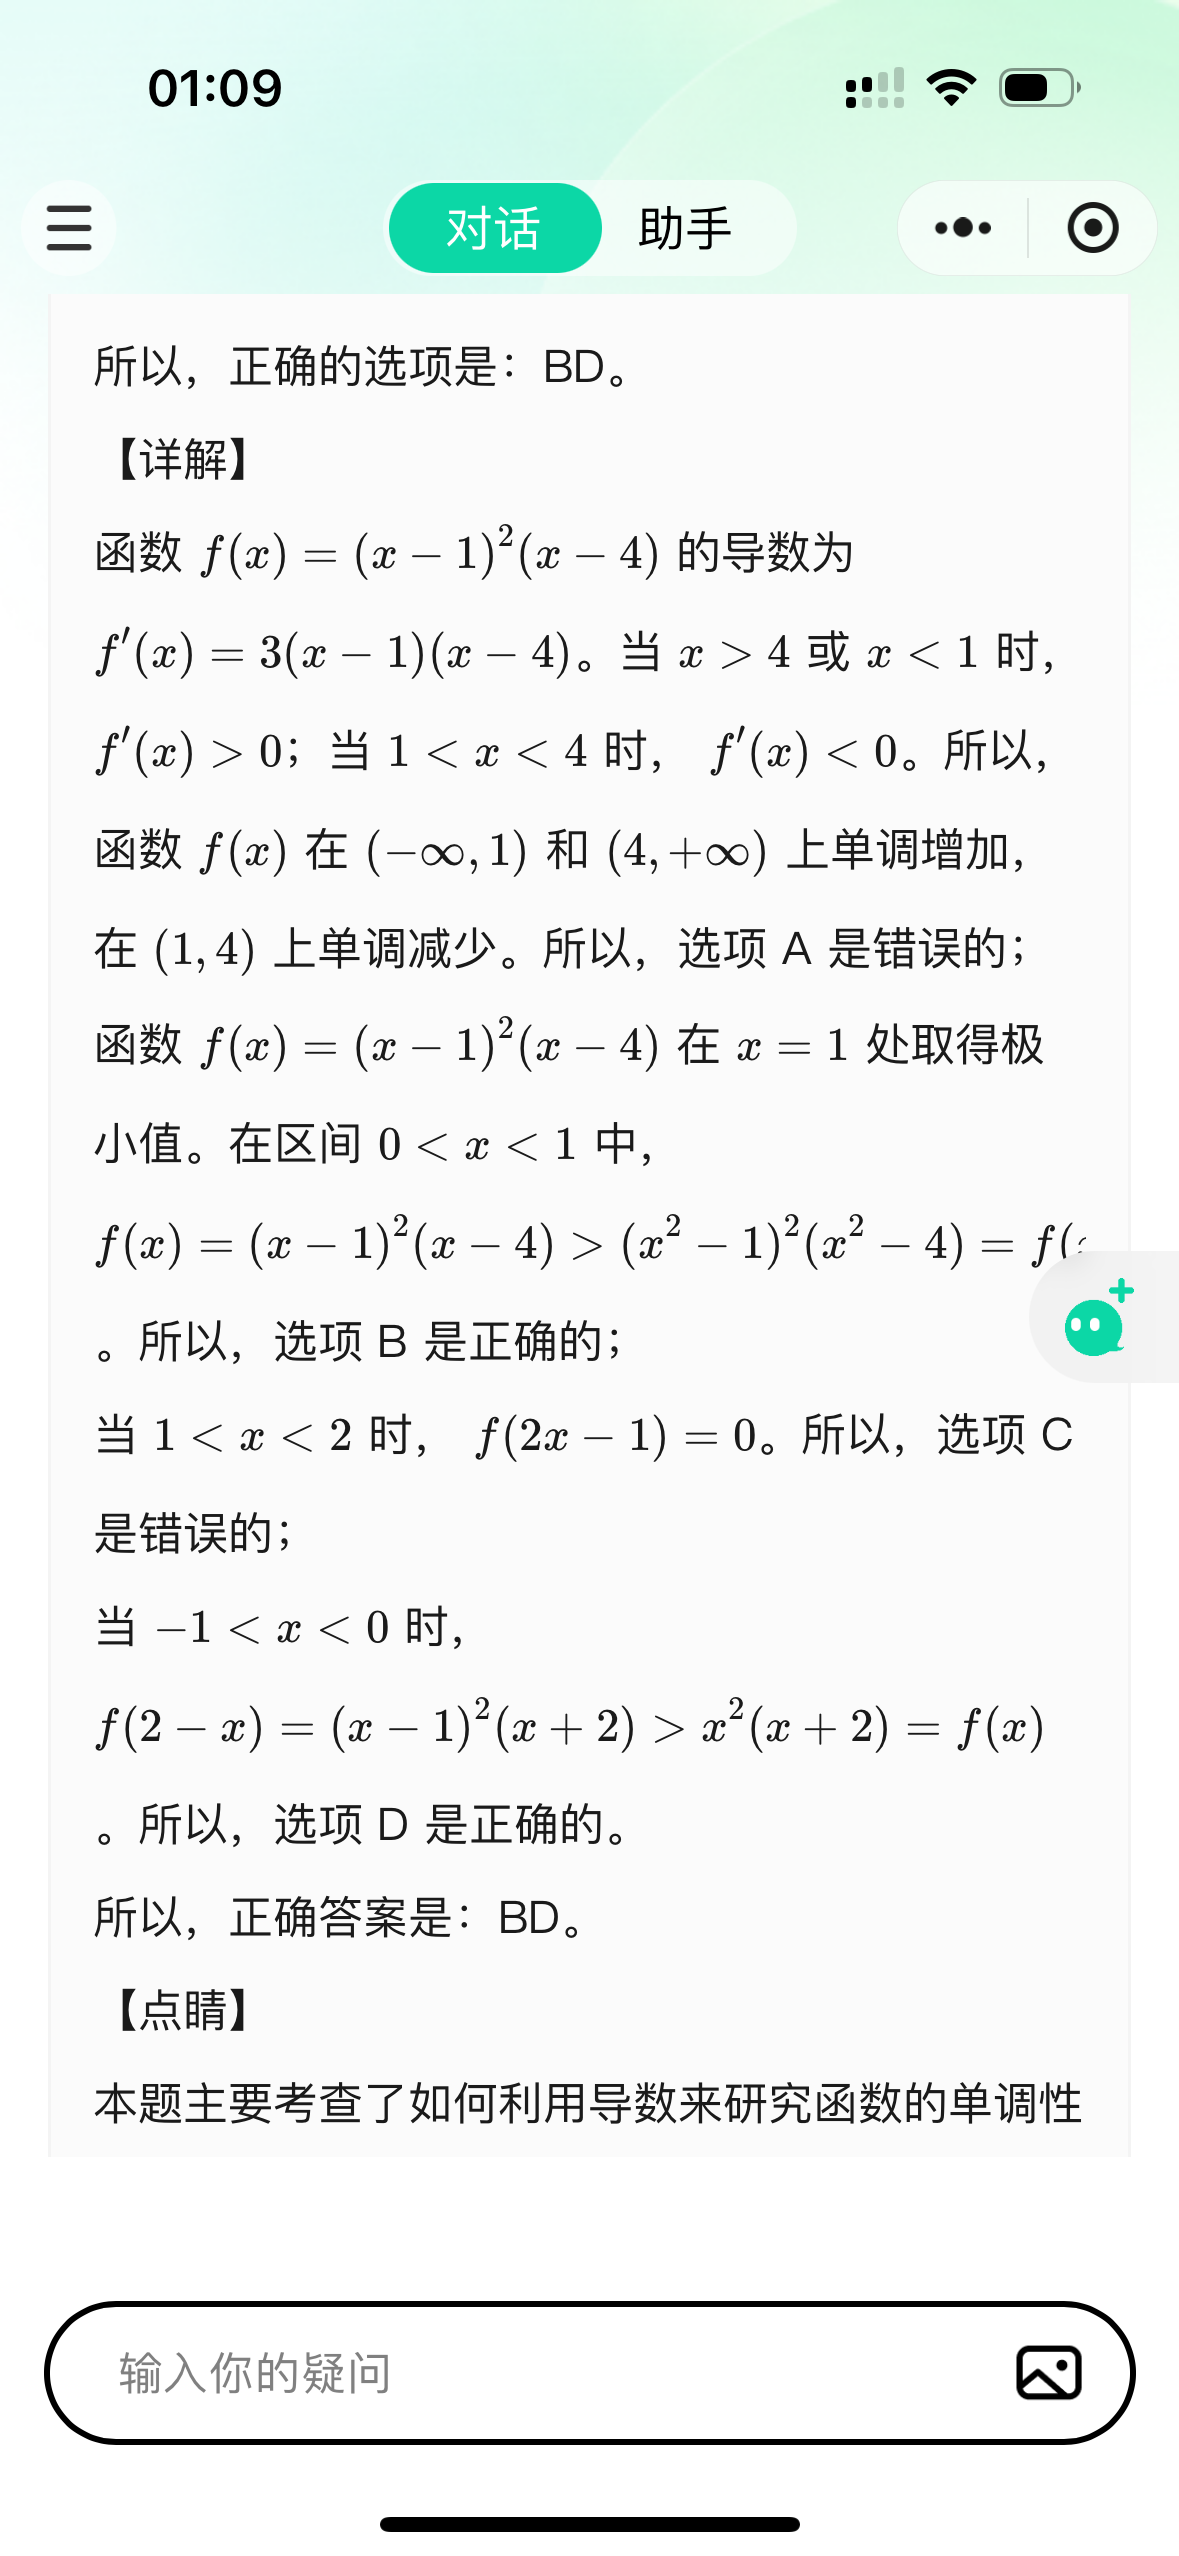 01:09
对话 助手
所以，正确的选项是：BD。
【详解】
函数 f(x) = (x − 1)²(x − 4) 的导数为
f′(x) = 3(x − 1)(x − 4)。当 x > 4 或 x < 1 时，
f′(x) > 0；当 1 < x < 4 时， f′(x) < 0。所以，
函数 f(x) 在 (−∞, 1) 和 (4, +∞) 上单调增加，
在 (1, 4) 上单调减少。所以，选项 A 是错误的；
函数 f(x) = (x − 1)²(x − 4) 在 x = 1 处取得极
小值。在区间 0 < x < 1 中，
f(x) = (x − 1)²(x − 4) > (x² − 1)²(x² − 4) = f(
。所以，选项 B 是正确的；
当 1 < x < 2 时， f(2x − 1) = 0。所以，选项 C
是错误的；
当 −1 < x < 0 时，
f(2 − x) = (x − 1)²(x + 2) > x²(x + 2) = f(x)
。所以，选项 D 是正确的。
所以，正确答案是：BD。
【点睛】
本题主要考查了如何利用导数来研究函数的单调性
输入你的疑问